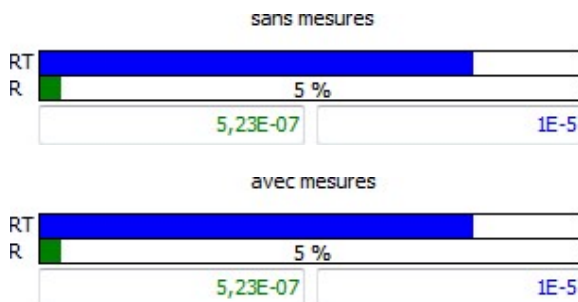 sans mesures
RT
R 5 %
5,23E-07 1E-5
avec mesures
RT
R 5 %
5,23E-07 1E-5